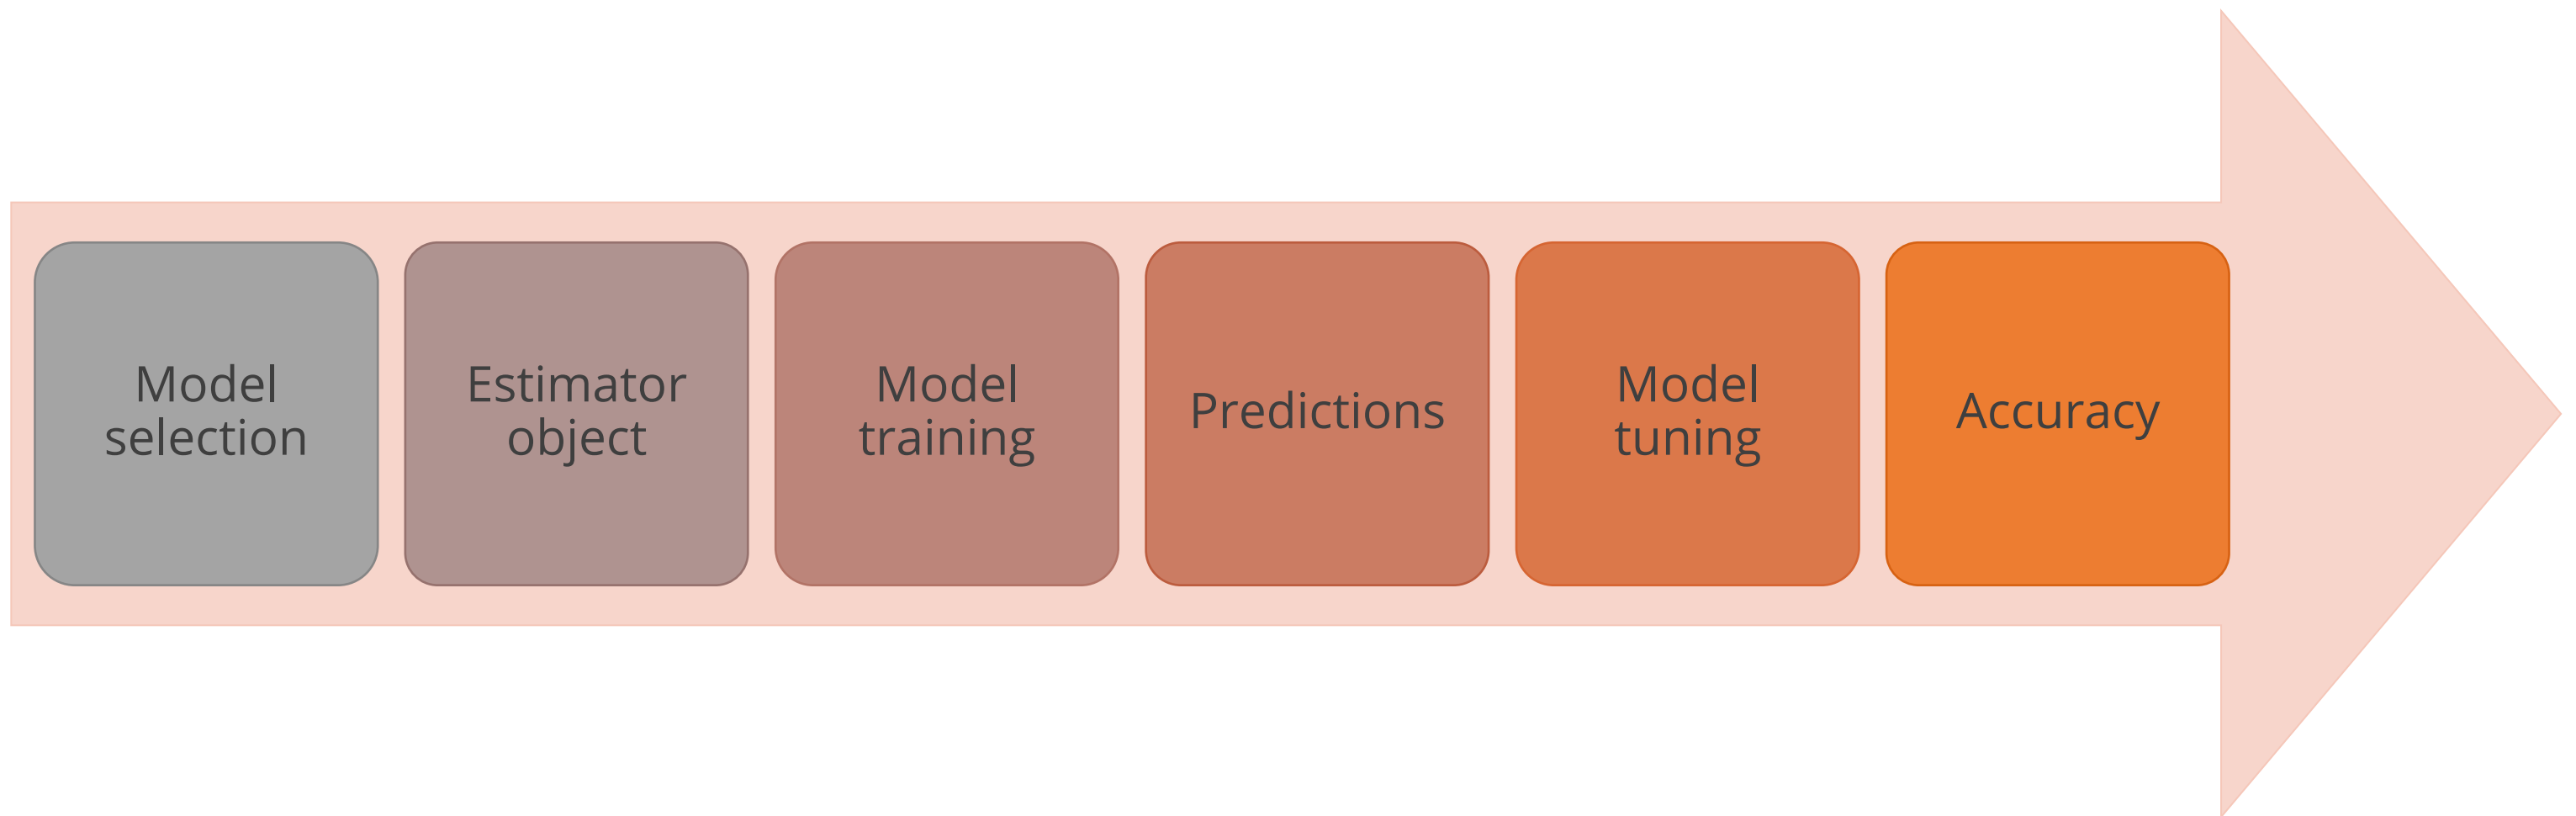 Model
selection
Estimator
object
Model
training
Predictions
Model
tuning
Accuracy